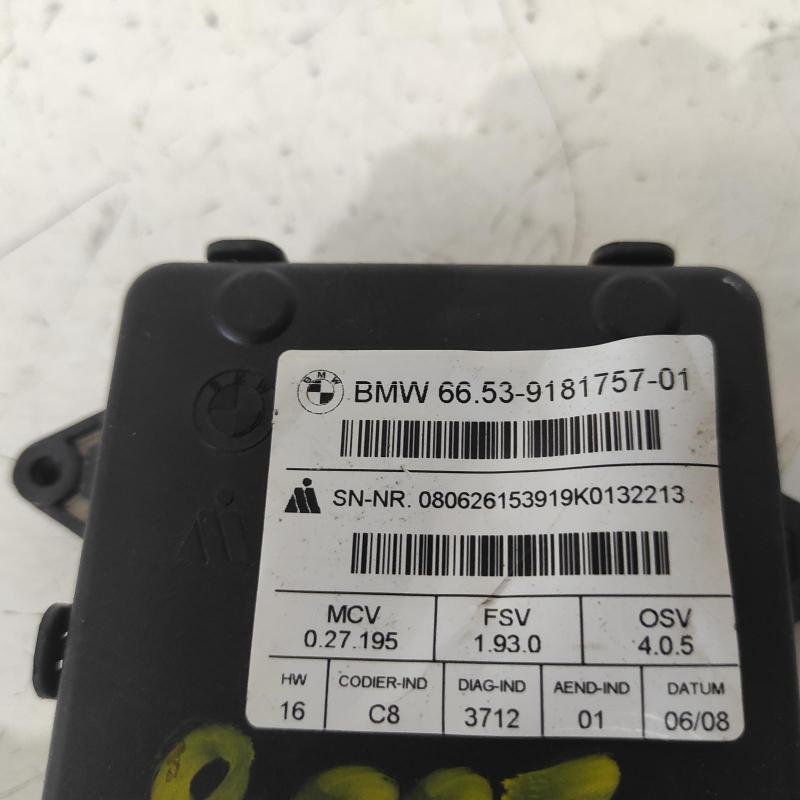 BMW
BMW 66.53-9181757-01
SN-NR. 080626153919K0132213
MCV FSV OSV
0.27.195 1.93.0 4.0.5
HW CODIER-IND DIAG-IND AEND-IND DATUM
16 C8 3712 01 06/08